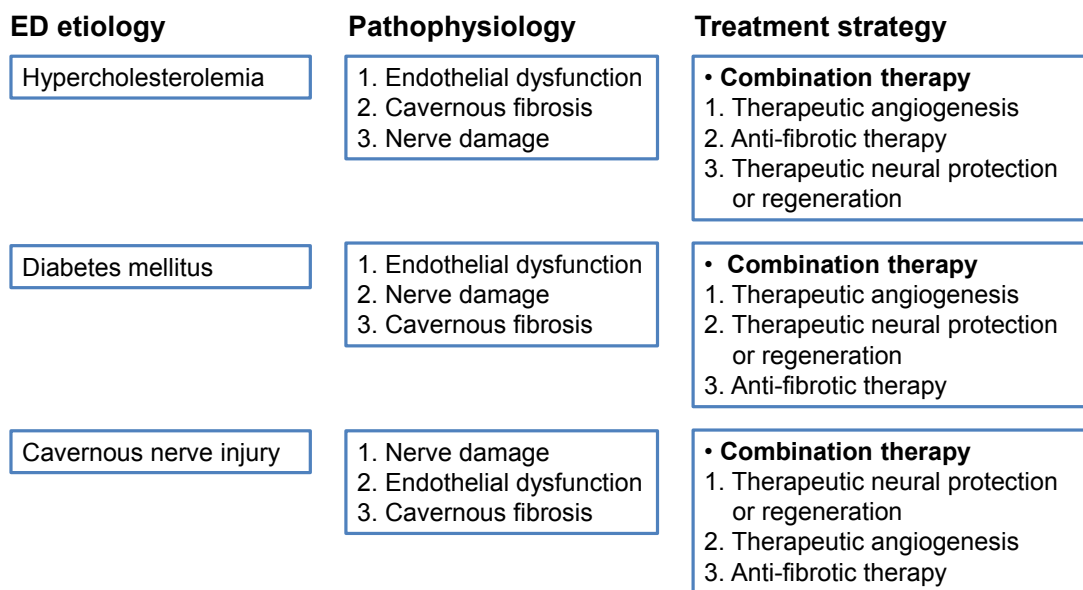 ED etiology
Pathophysiology
Treatment strategy
Hypercholesterolemia
1. Endothelial dysfunction
2. Cavernous fibrosis
3. Nerve damage
• Combination therapy
1. Therapeutic angiogenesis
2. Anti-fibrotic therapy
3. Therapeutic neural protection
or regeneration
Diabetes mellitus
1. Endothelial dysfunction
2. Nerve damage
3. Cavernous fibrosis
• Combination therapy
1. Therapeutic angiogenesis
2. Therapeutic neural protection
or regeneration
3. Anti-fibrotic therapy
Cavernous nerve injury
1. Nerve damage
2. Endothelial dysfunction
3. Cavernous fibrosis
• Combination therapy
1. Therapeutic neural protection
or regeneration
2. Therapeutic angiogenesis
3. Anti-fibrotic therapy